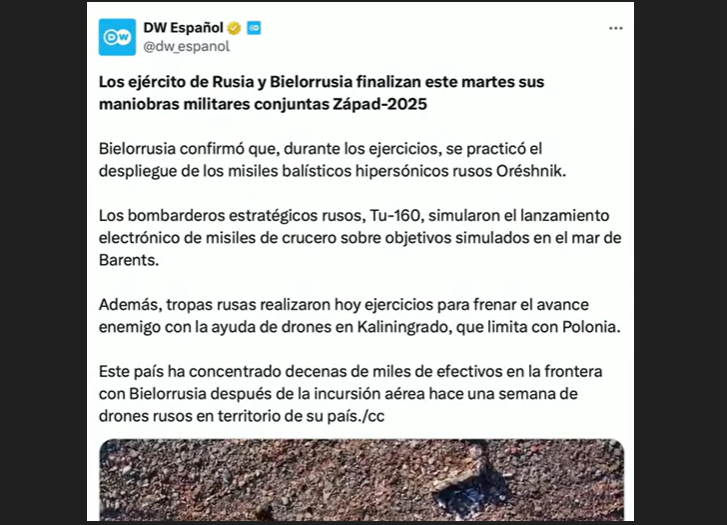 DW Español
@dw_espanol
Los ejército de Rusia y Bielorrusia finalizan este martes sus
maniobras militares conjuntas Západ-2025
Bielorrusia confirmó que, durante los ejercicios, se practicó el
despliegue de los misiles balísticos hipersónicos rusos Oréshnik.
Los bombarderos estratégicos rusos, Tu-160, simularon el lanzamiento
electrónico de misiles de crucero sobre objetivos simulados en el mar de
Barents.
Además, tropas rusas realizaron hoy ejercicios para frenar el avance
enemigo con la ayuda de drones en Kaliningrado, que limita con Polonia.
Este país ha concentrado decenas de miles de efectivos en la frontera
con Bielorrusia después de la incursión aérea hace una semana de
drones rusos en territorio de su país./cc